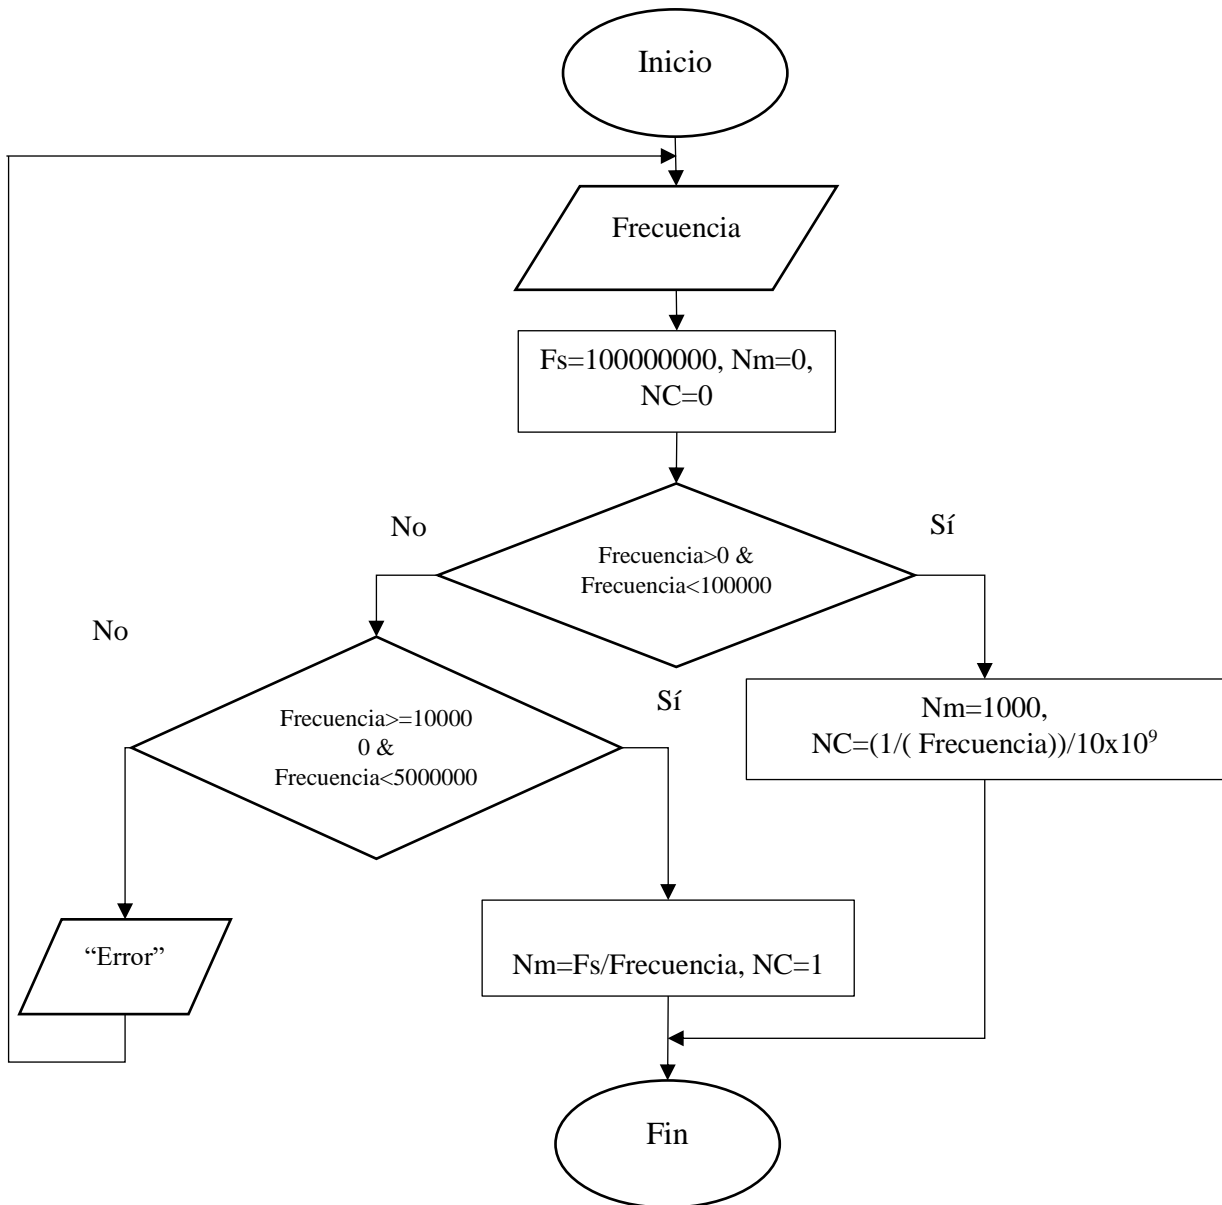 Inicio
Frecuencia
Fs=100000000, Nm=0,
NC=0
No
Sí
Frecuencia>0 &
Frecuencia<100000
No
Sí
Frecuencia>=10000
0 &
Frecuencia<5000000
Nm=1000,
NC=(1/( Frecuencia))/10x10⁹
“Error”
Nm=Fs/Frecuencia, NC=1
Fin